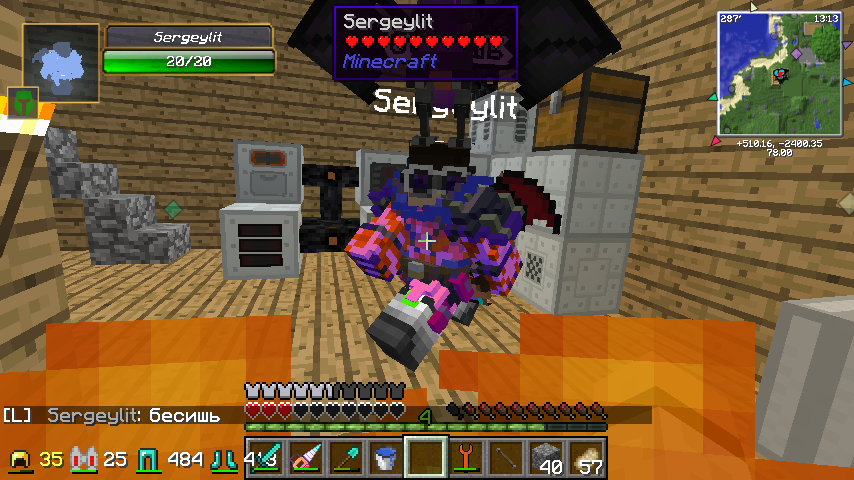 Sergeylit
20/20
Sergeylit
Minecraft
Sergeylit
287'
13:13
+510.16, -2400.35
78.00
[L] Sergeylit: бесишь
4
35
25
484
413
40
57